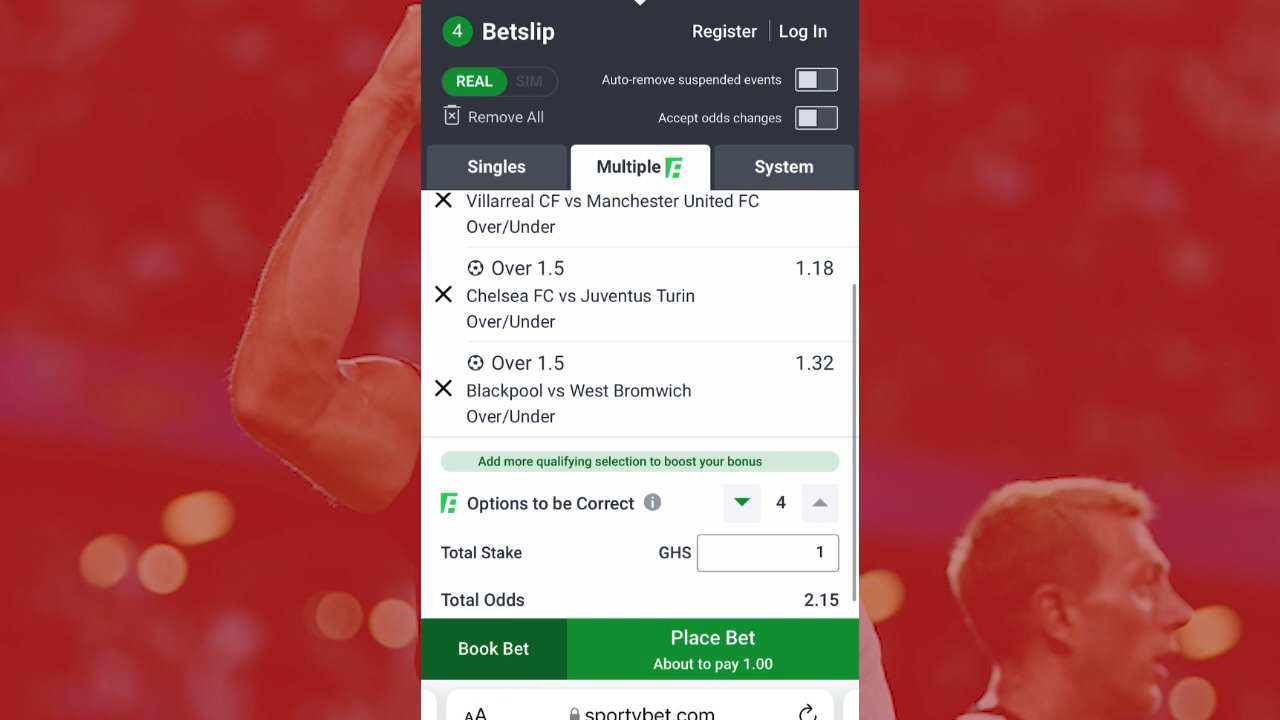 4 Betslip Register Log In
REAL SIM Auto-remove suspended events
Remove All Accept odds changes
Singles Multiple System
Villarreal CF vs Manchester United FC
Over/Under
Over 1.5 1.18
Chelsea FC vs Juventus Turin
Over/Under
Over 1.5 1.32
Blackpool vs West Bromwich
Over/Under
Add more qualifying selection to boost your bonus
Options to be Correct 4
Total Stake GHS 1
Total Odds 2.15
Book Bet Place Bet
About to pay 1.00
AA sportybet.com